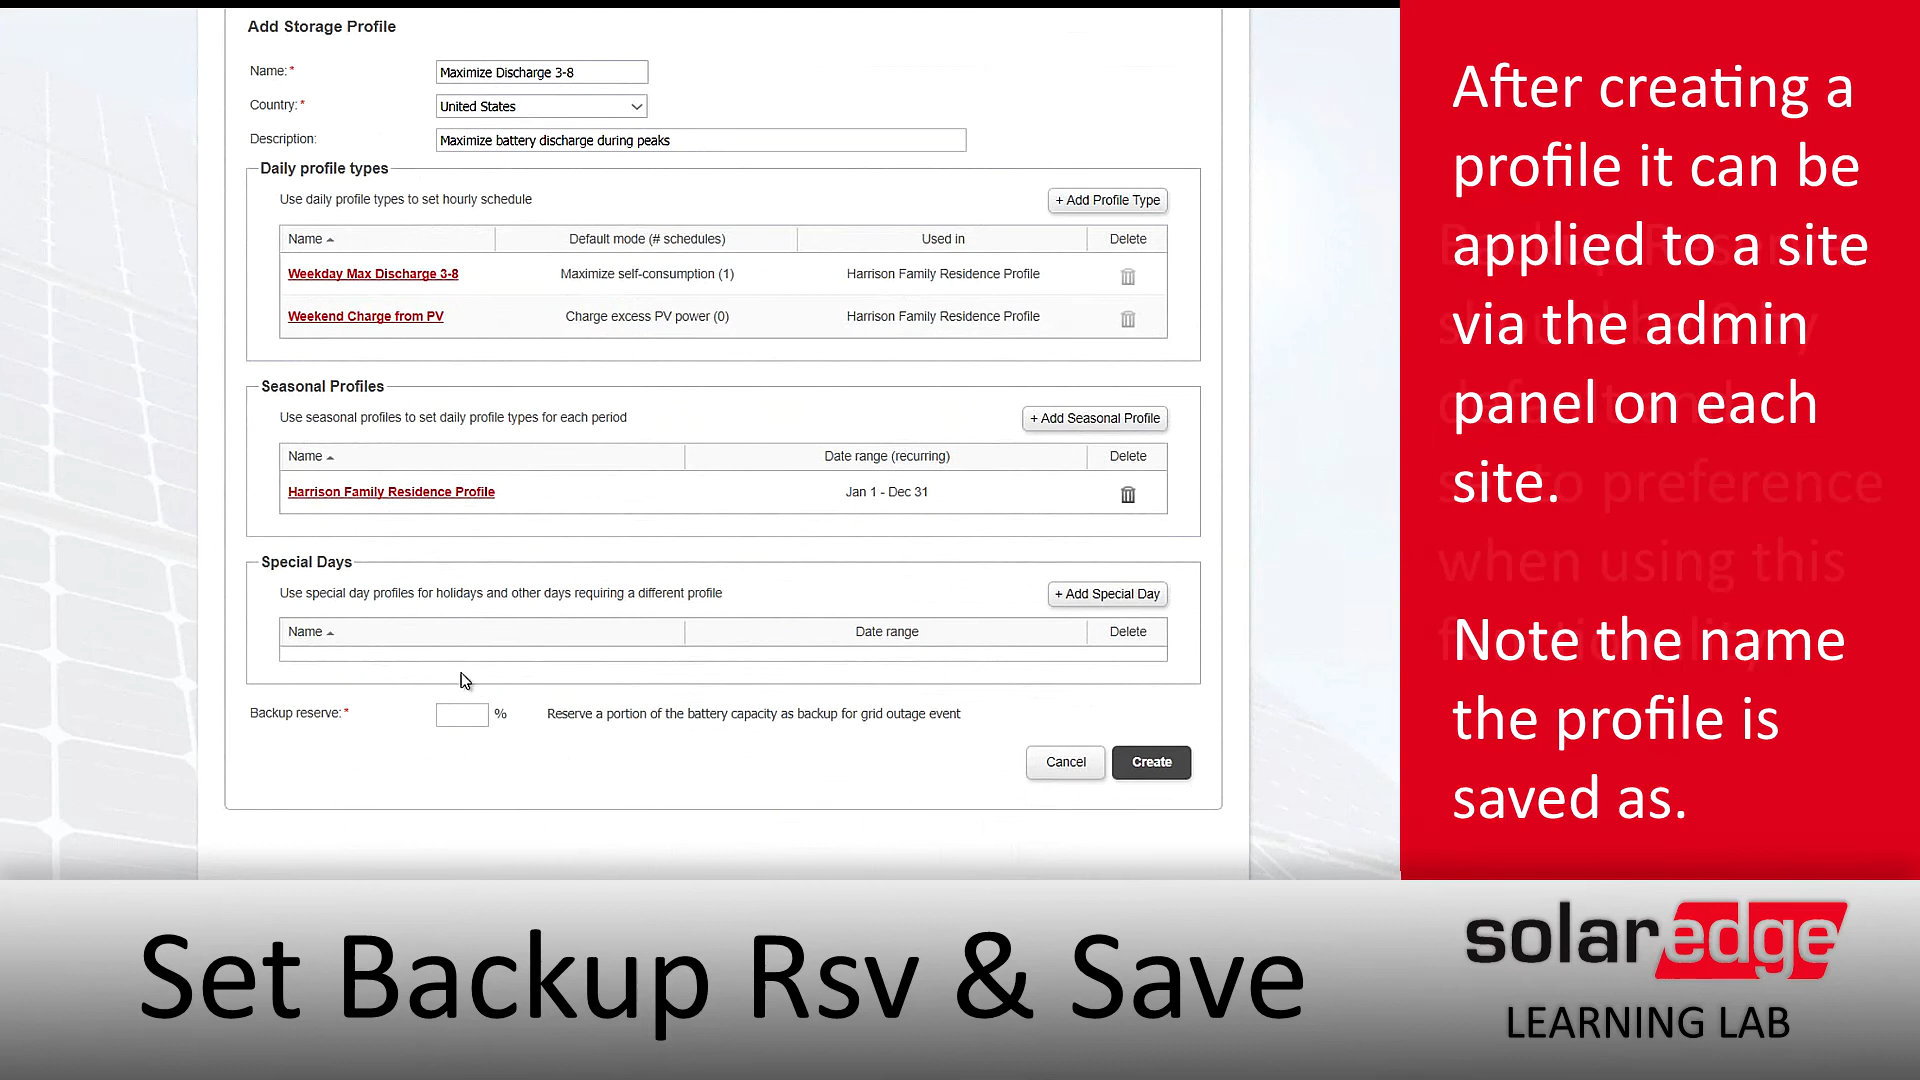 Add Storage Profile
Name:* Maximize Discharge 3-8
Country:* United States
Description: Maximize battery discharge during peaks
Daily profile types
Use daily profile types to set hourly schedule + Add Profile Type
Name Default mode (# schedules) Used in Delete
Weekday Max Discharge 3-8 Maximize self-consumption (1) Harrison Family Residence Profile
Weekend Charge from PV Charge excess PV power (0) Harrison Family Residence Profile
Seasonal Profiles
Use seasonal profiles to set daily profile types for each period + Add Seasonal Profile
Name Date range (recurring) Delete
Harrison Family Residence Profile Jan 1 - Dec 31
Special Days
Use special day profiles for holidays and other days requiring a different profile + Add Special Day
Name Date range Delete
Backup reserve:* % Reserve a portion of the battery capacity as backup for grid outage event
Cancel Create
After creating a
profile it can be
applied to a site
via the admin
panel on each
site.
preference
when using this
Note the name
the profile is
saved as.
Set Backup Rsv & Save
solaredge
LEARNING LAB